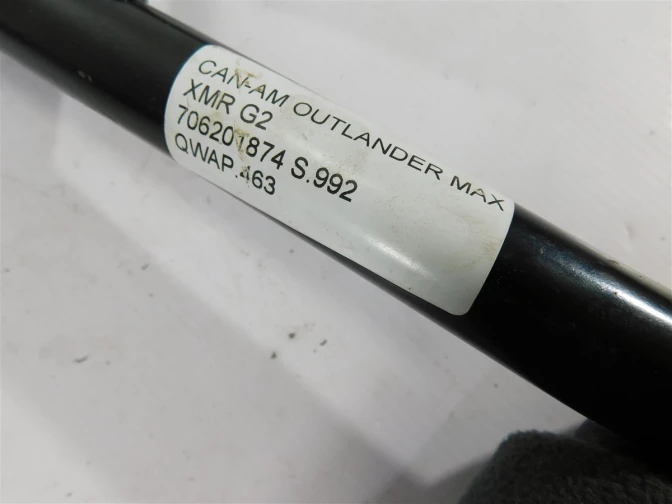 CAN-AM OUTLANDER MAX
XMR G2
706201874 S.992
QWAP.463